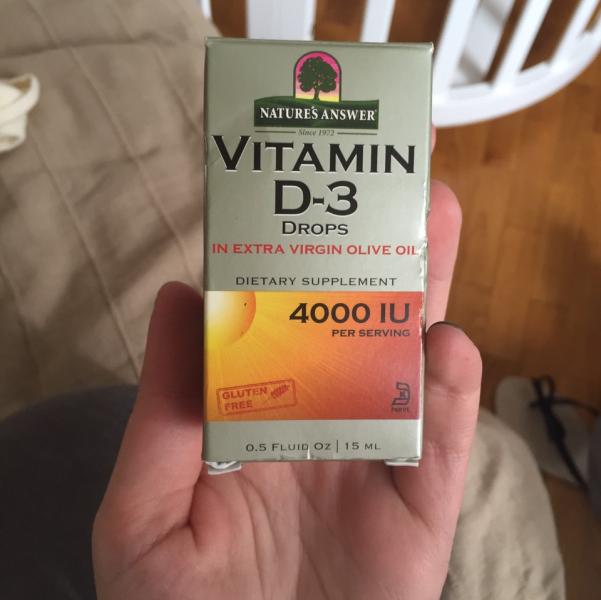 NATURE'S ANSWER
Since 1972
VITAMIN
D-3
DROPS
IN EXTRA VIRGIN OLIVE OIL
DIETARY SUPPLEMENT
4000 IU
PER SERVING
GLUTEN
FREE
0.5 FLUID OZ | 15 ML